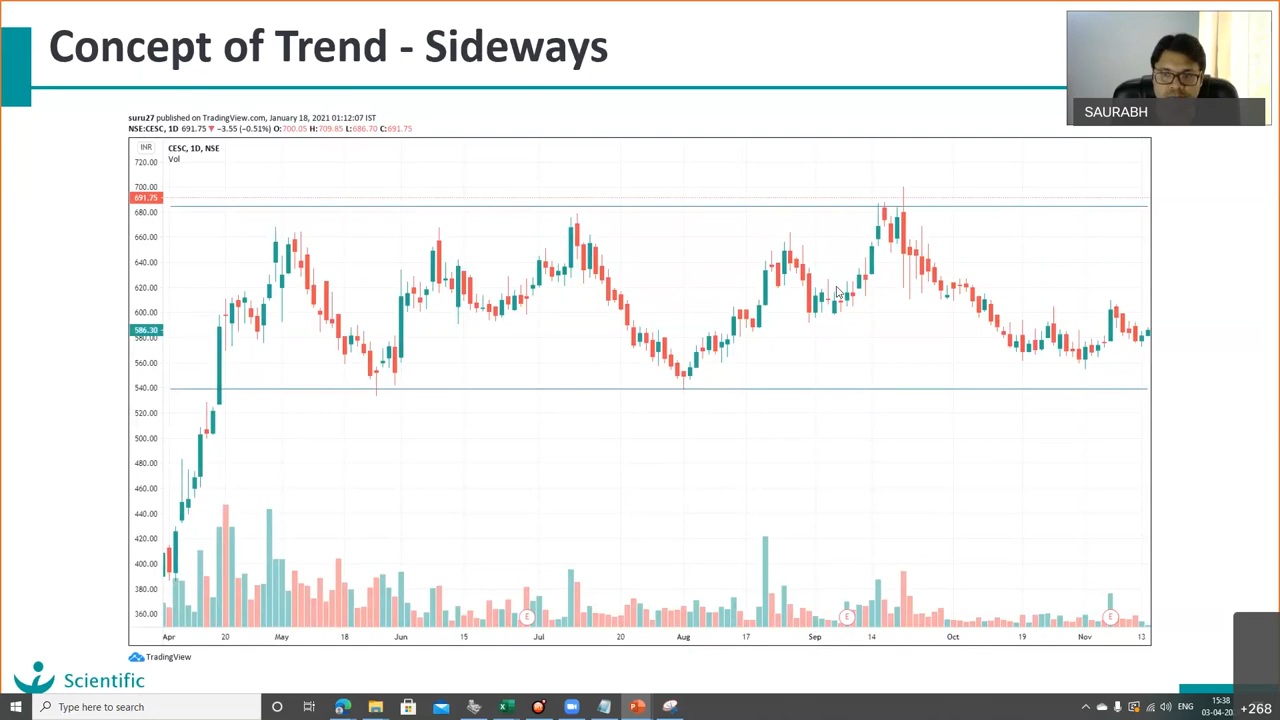 Concept of Trend - Sideways
SAURABH
suru27 published on TradingView.com, January 18, 2021 01:12:07 IST
NSE:CESC, 1D 691.75 ▼ −3.55 (−0.51%) O:700.05 H:709.85 L:686.70 C:691.75
INR
CESC, 1D, NSE
Vol
720.00
700.00
691.75
680.00
660.00
640.00
620.00
600.00
586.30
580.00
560.00
540.00
500.00
480.00
460.00
440.00
420.00
400.00
380.00
360.00
E E E
Apr 20 May 18 Jun 15 Jul 20 Aug 17 Sep 14 Oct 19 Nov 13
TradingView
Scientific
Type here to search
ENG
15:38
03-04-20
+268